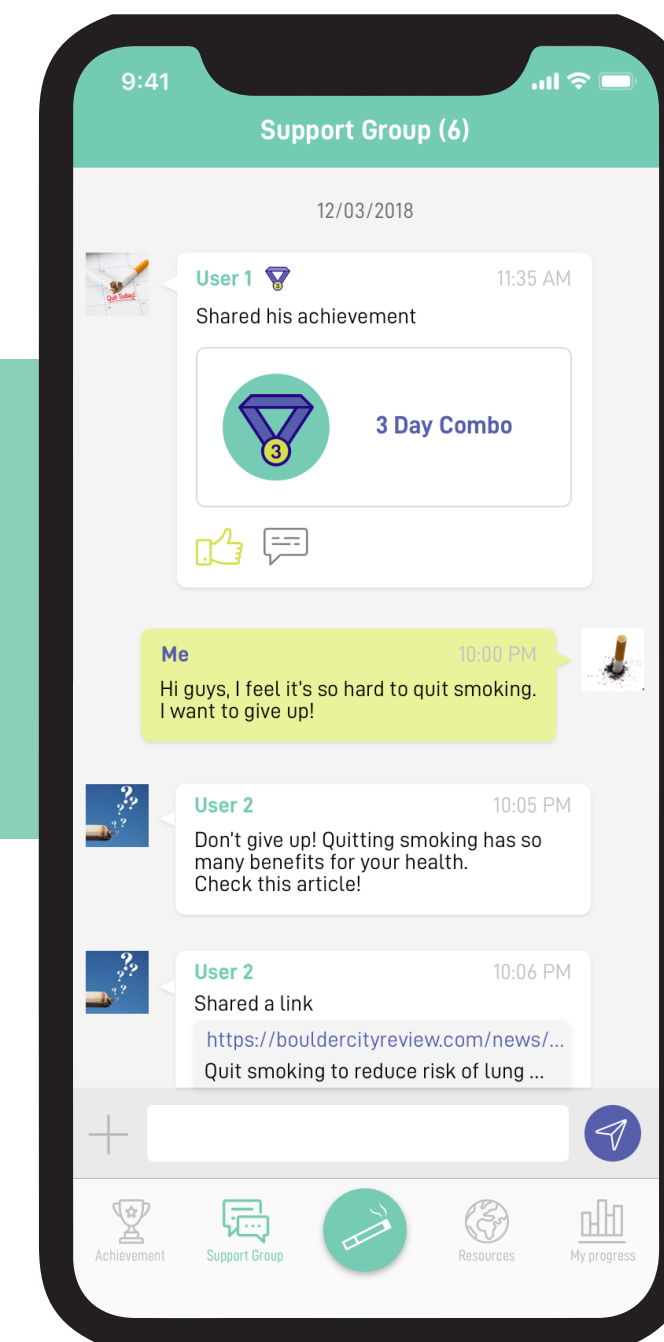 9:41
Support Group (6)
12/03/2018
Quit Today!
User 1 3 11:35 AM
Shared his achievement
3
3 Day Combo
Me 10:00 PM
Hi guys, I feel it's so hard to quit smoking.
I want to give up!
???
??
User 2 10:05 PM
Don't give up! Quitting smoking has so
many benefits for your health.
Check this article!
???
??
User 2 10:06 PM
Shared a link
https://bouldercityreview.com/news/...
Quit smoking to reduce risk of lung ...
Achievement
Support Group
Resources
My progress